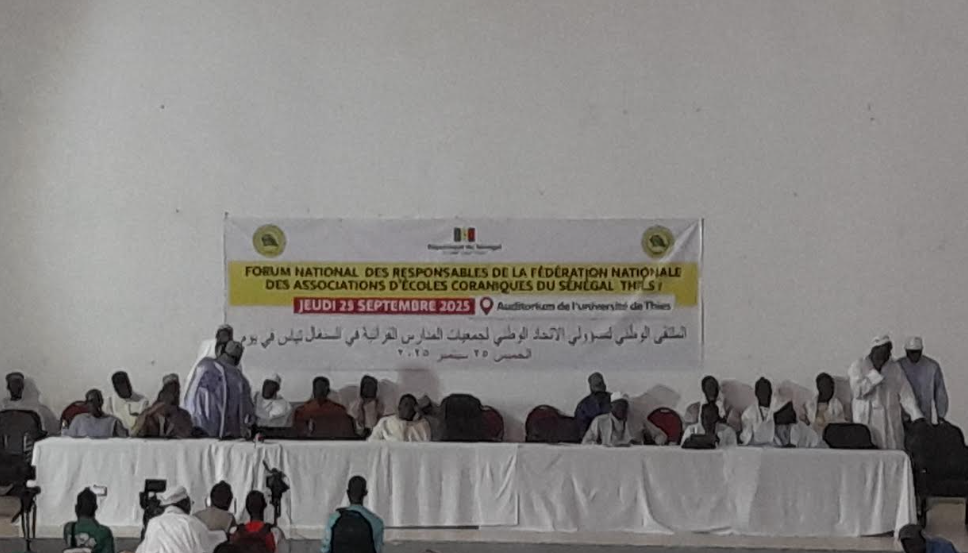 République du Sénégal
FORUM NATIONAL DES RESPONSABLES DE LA FÉDÉRATION NATIONALE
DES ASSOCIATIONS D'ÉCOLES CORANIQUES DU SÉNÉGAL THIES /
JEUDI 25 SEPTEMBRE 2025 Auditorium de l'université de Thies
الملتقى الوطني لمسؤولي الاتحاد الوطني لجمعيات المدارس القرآنية في السنغال تياس في يوم
الخميس ٢٥ سبتمبر ٢٠٢٥